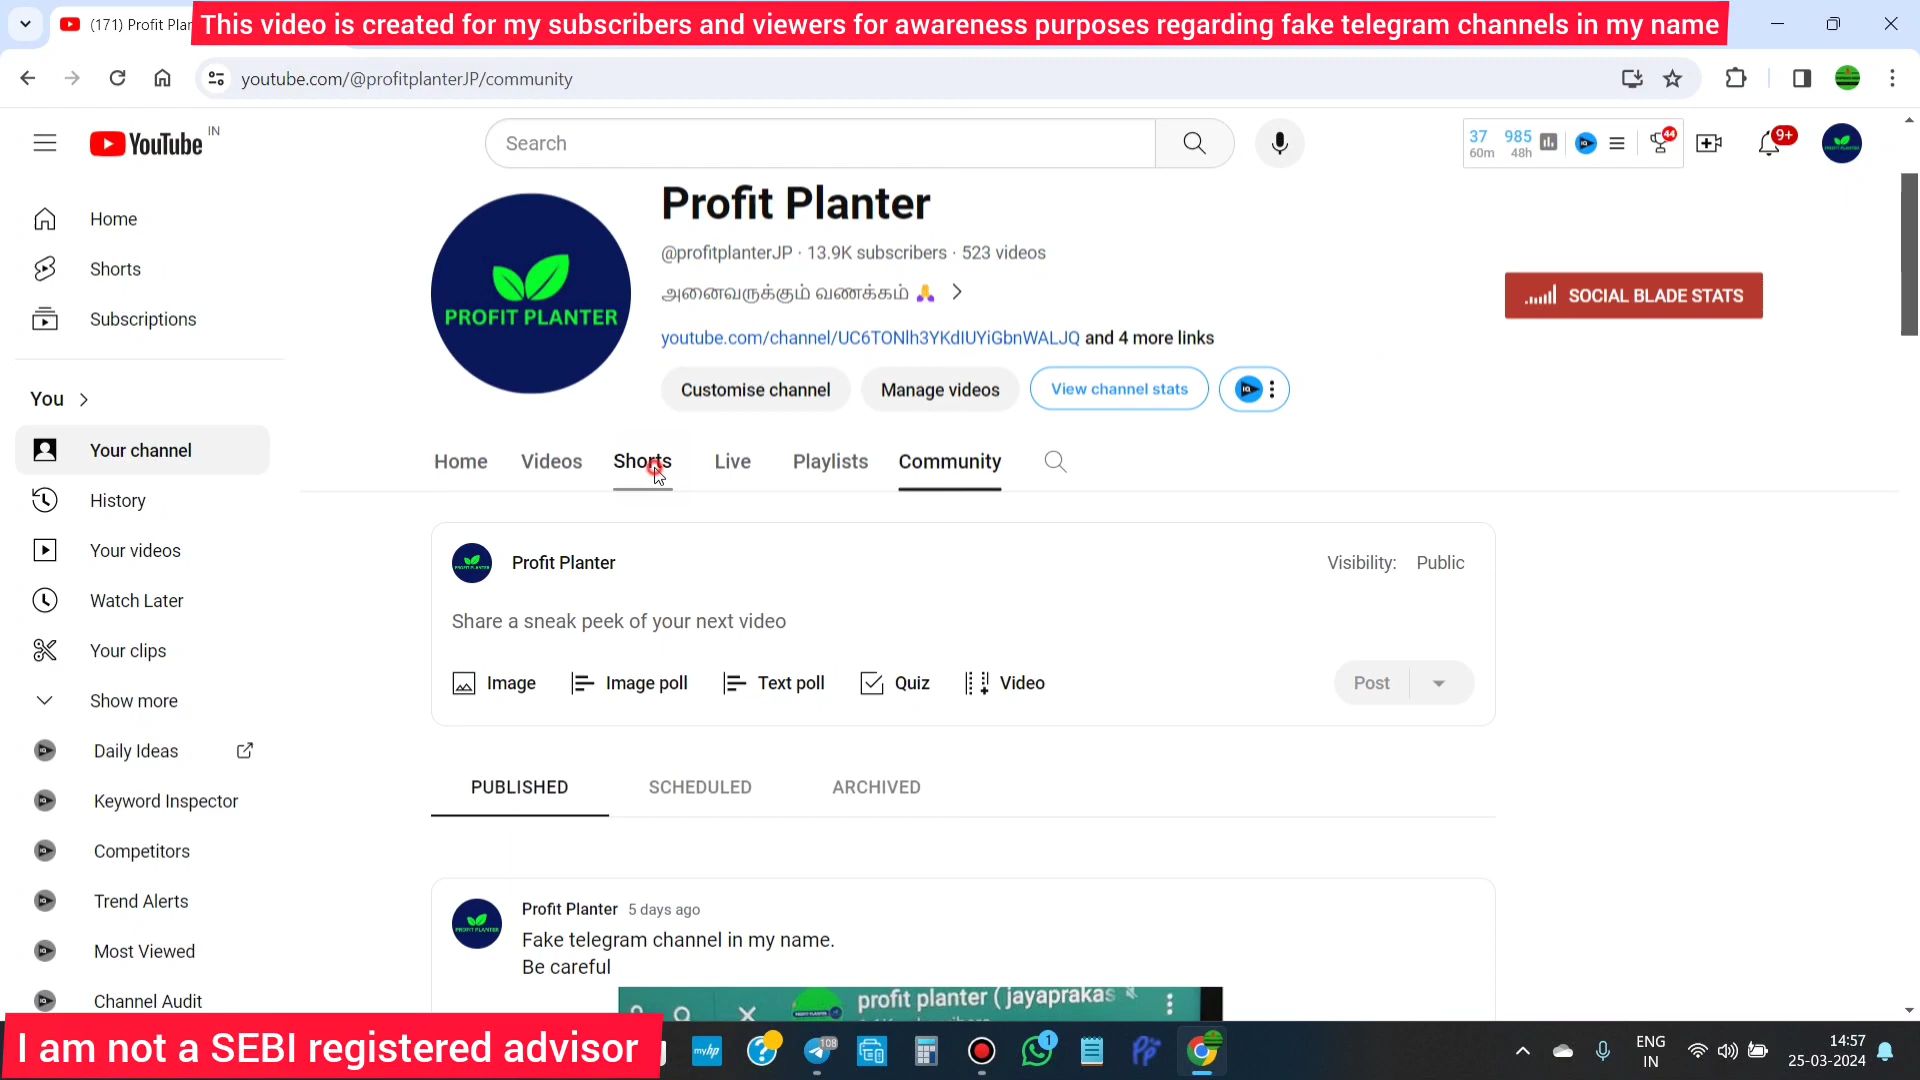 (171) Profit Plan
This video is created for my subscribers and viewers for awareness purposes regarding fake telegram channels in my name
youtube.com/@profitplanterJP/community
YouTube IN
Search
37 985
60m 48h
44
9+
Profit Planter
@profitplanterJP · 13.9K subscribers · 523 videos
அனைவருக்கும் வணக்கம் 🙏
youtube.com/channel/UC6TONlh3YKdIUYiGbnWALJQ and 4 more links
PROFIT PLANTER
SOCIAL BLADE STATS
Customise channel
Manage videos
View channel stats
Home
Shorts
Subscriptions
You
Your channel
History
Your videos
Watch Later
Your clips
Show more
Daily Ideas
Keyword Inspector
Competitors
Trend Alerts
Most Viewed
Channel Audit
Home Videos Shorts Live Playlists Community
Profit Planter
Visibility: Public
Share a sneak peek of your next video
Image Image poll Text poll Quiz Video
Post
PUBLISHED SCHEDULED ARCHIVED
Profit Planter 5 days ago
Fake telegram channel in my name.
Be careful
profit planter (jayaprakas
I am not a SEBI registered advisor
myhp
108
1
ENG
IN
14:57
25-03-2024